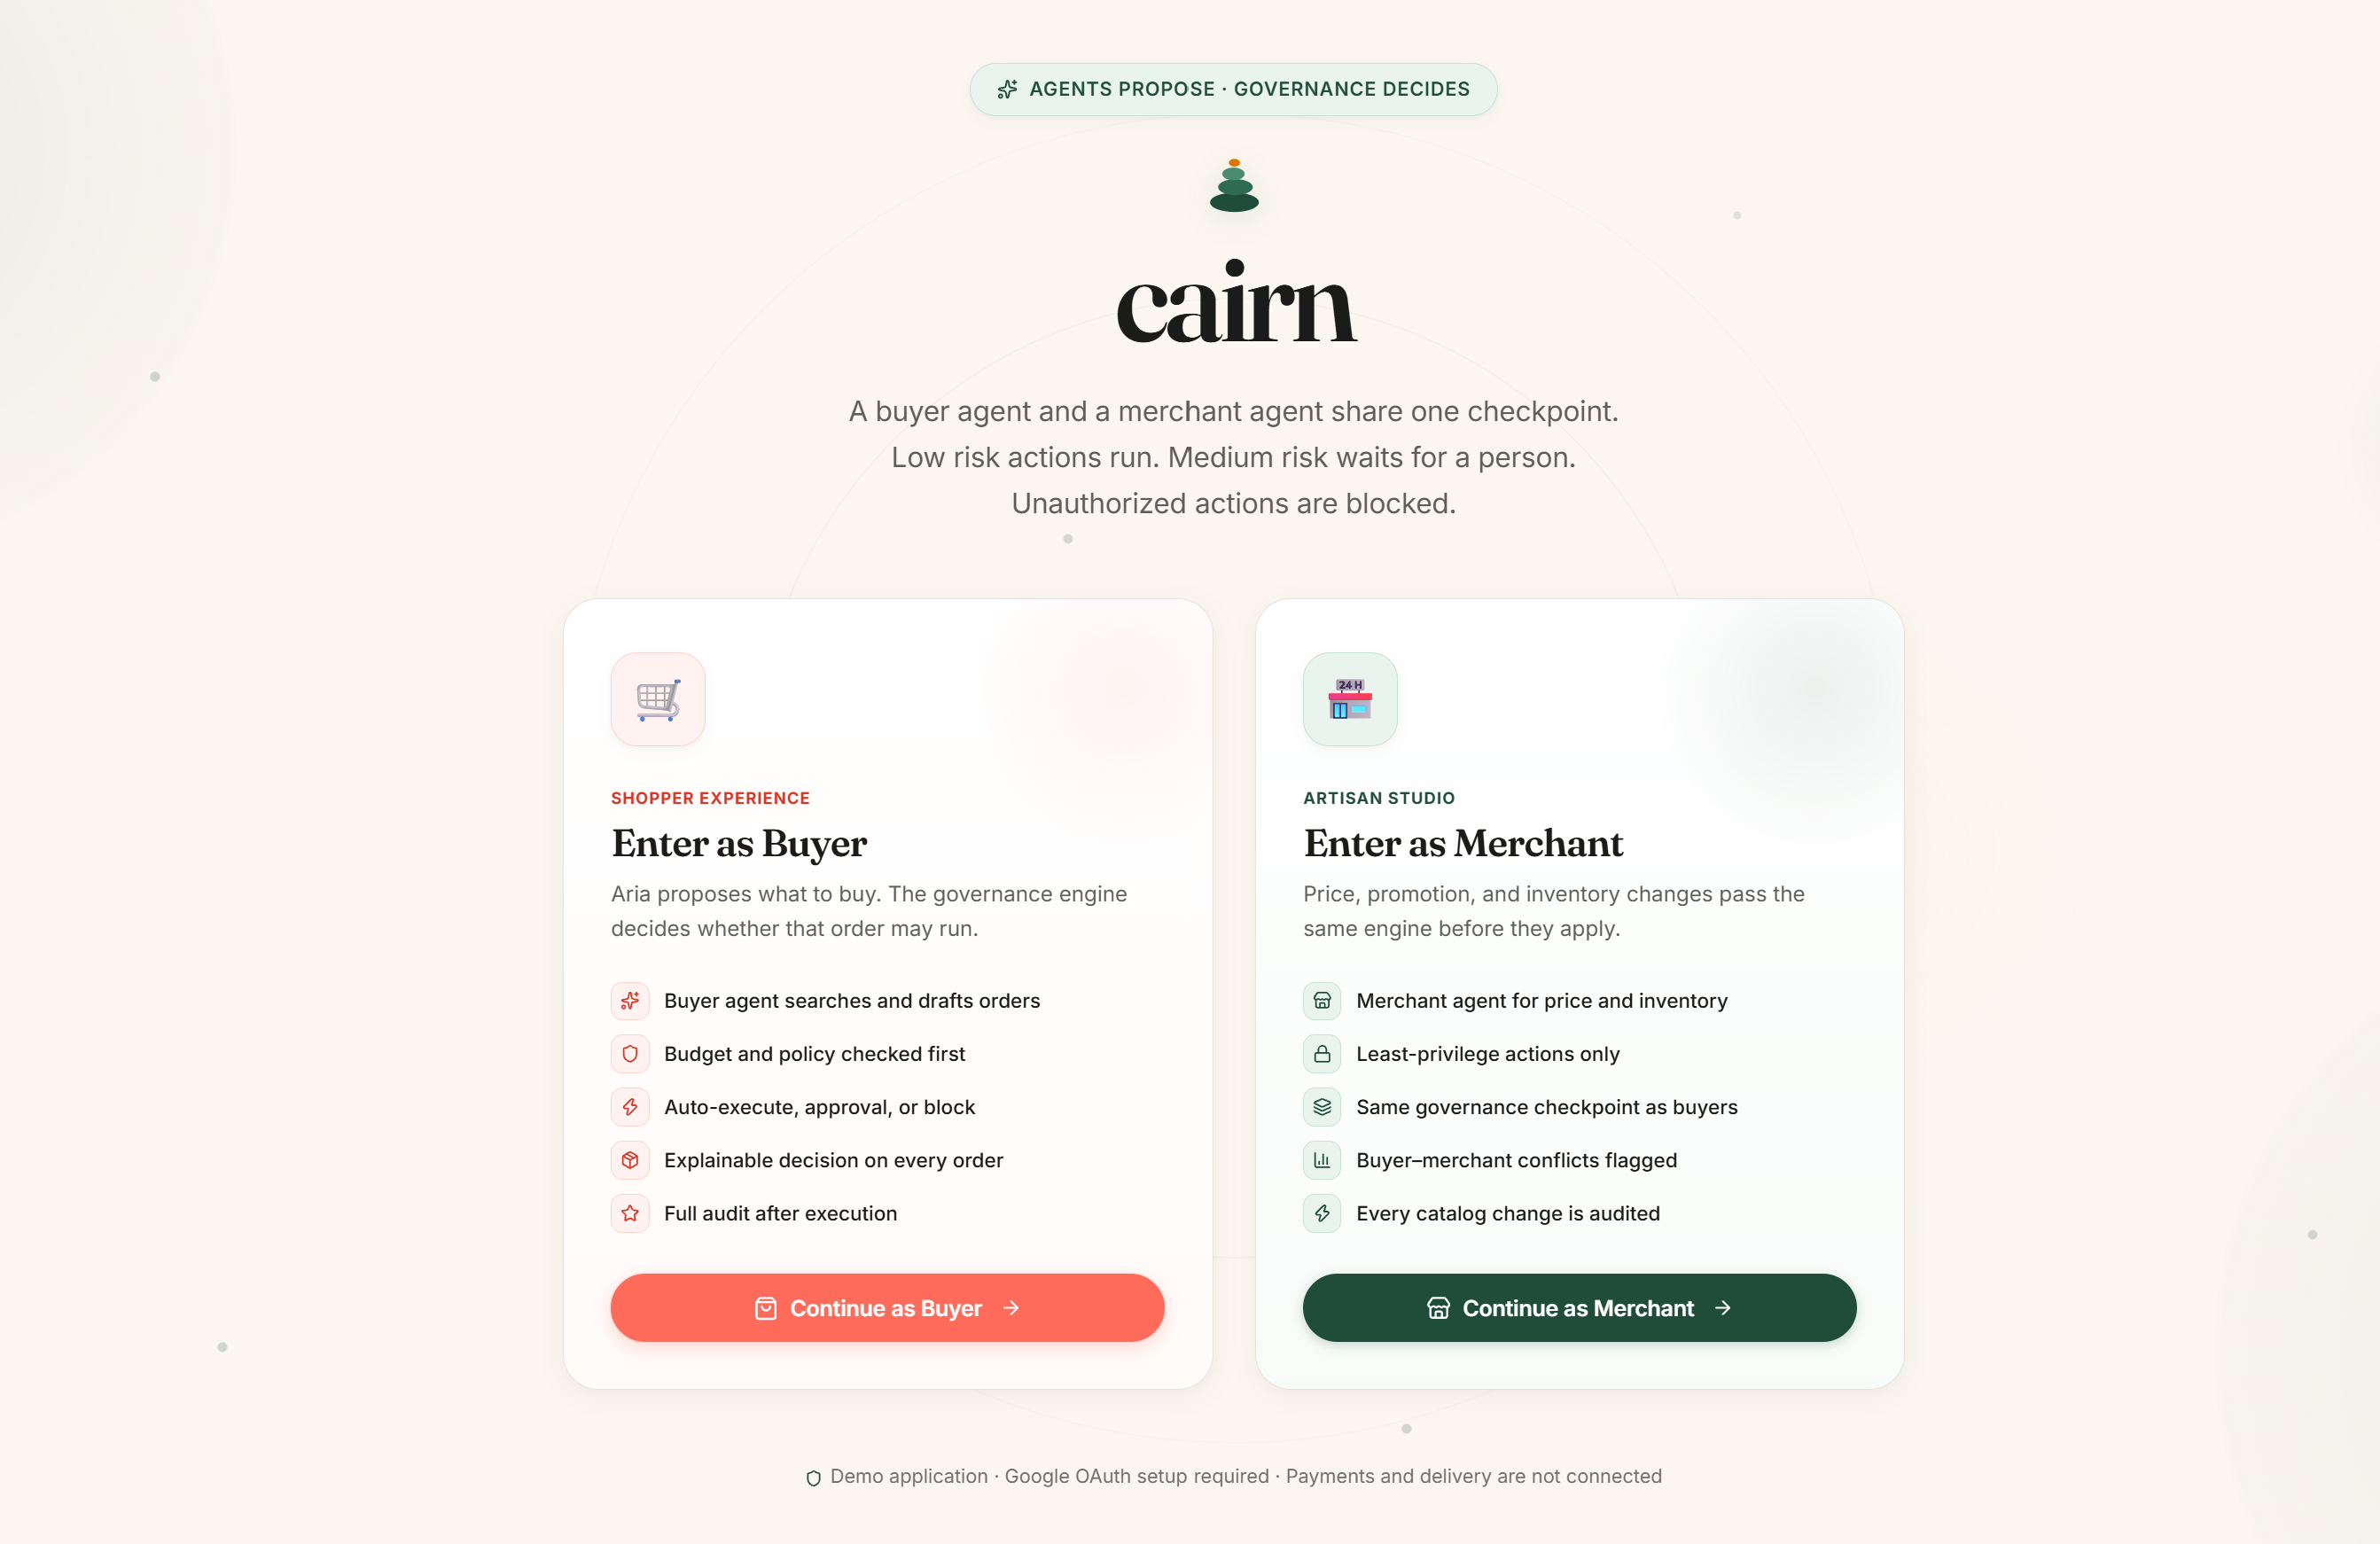 AGENTS PROPOSE · GOVERNANCE DECIDES
cairn
A buyer agent and a merchant agent share one checkpoint.
Low risk actions run. Medium risk waits for a person.
Unauthorized actions are blocked.
SHOPPER EXPERIENCE
Enter as Buyer
Aria proposes what to buy. The governance engine
decides whether that order may run.
Buyer agent searches and drafts orders
Budget and policy checked first
Auto-execute, approval, or block
Explainable decision on every order
Full audit after execution
Continue as Buyer →
24 H
ARTISAN STUDIO
Enter as Merchant
Price, promotion, and inventory changes pass the
same engine before they apply.
Merchant agent for price and inventory
Least-privilege actions only
Same governance checkpoint as buyers
Buyer–merchant conflicts flagged
Every catalog change is audited
Continue as Merchant →
Demo application · Google OAuth setup required · Payments and delivery are not connected